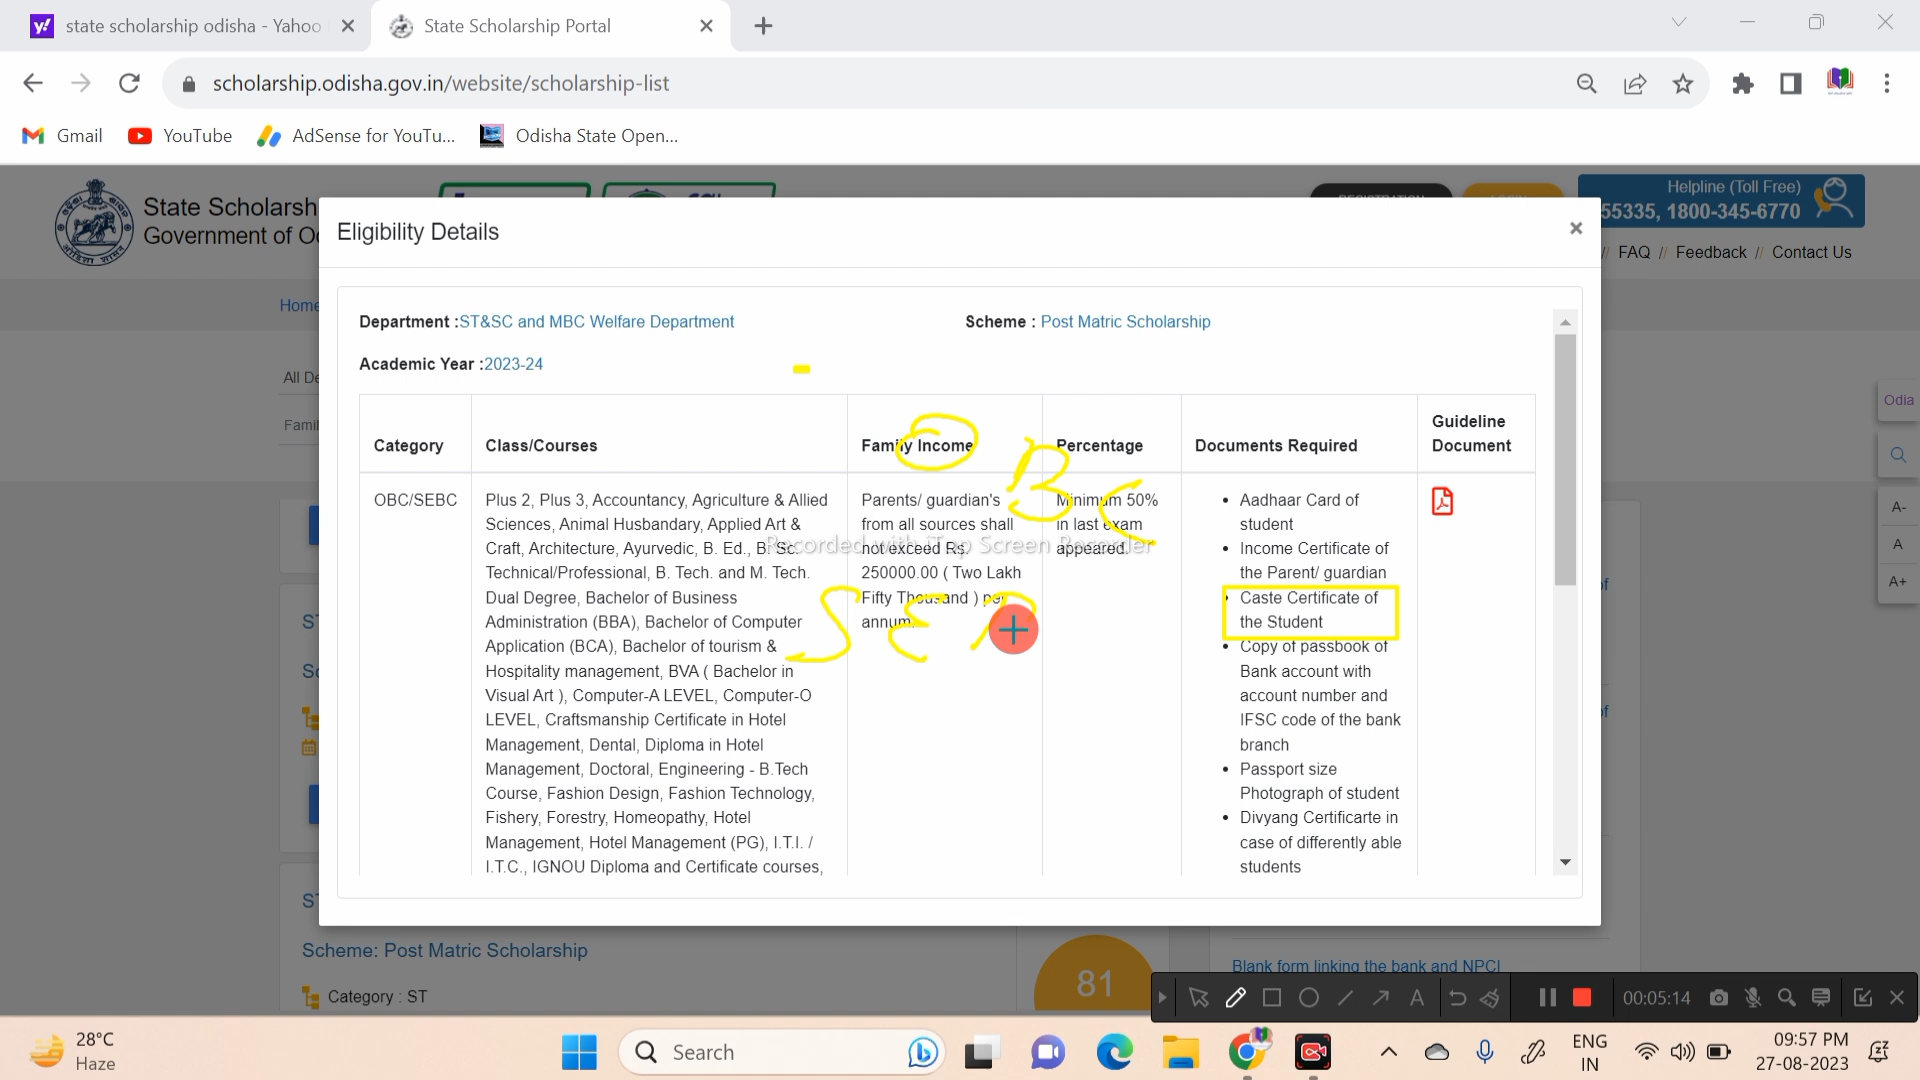 state scholarship odisha - Yahoo
State Scholarship Portal
scholarship.odisha.gov.in/website/scholarship-list
Gmail
YouTube
AdSense for YouTu...
Odisha State Open...
State Scholarsh
Government of O
Helpline (Toll Free)
55335, 1800-345-6770
// FAQ // Feedback // Contact Us
Home
All De
Famil
Eligibility Details
×
Department :ST&SC and MBC Welfare Department
Scheme : Post Matric Scholarship
Academic Year :2023-24
Category
Class/Courses
Family Income
Percentage
Documents Required
Guideline
Document
OBC/SEBC
Plus 2, Plus 3, Accountancy, Agriculture & Allied
Sciences, Animal Husbandary, Applied Art &
Craft, Architecture, Ayurvedic, B. Ed., B. Sc.
Technical/Professional, B. Tech. and M. Tech.
Dual Degree, Bachelor of Business
Administration (BBA), Bachelor of Computer
Application (BCA), Bachelor of tourism &
Hospitality management, BVA ( Bachelor in
Visual Art ), Computer-A LEVEL, Computer-O
LEVEL, Craftsmanship Certificate in Hotel
Management, Dental, Diploma in Hotel
Management, Doctoral, Engineering - B.Tech
Course, Fashion Design, Fashion Technology,
Fishery, Forestry, Homeopathy, Hotel
Management, Hotel Management (PG), I.T.I. /
I.T.C., IGNOU Diploma and Certificate courses,
Parents/ guardian's
from all sources shall
not exceed Rs.
250000.00 ( Two Lakh
Fifty Thousand ) per
annum.
Minimum 50%
in last exam
appeared.
• Aadhaar Card of
student
• Income Certificate of
the Parent/ guardian
• Caste Certificate of
the Student
• Copy of passbook of
Bank account with
account number and
IFSC code of the bank
branch
• Passport size
Photograph of student
• Divyang Certificarte in
case of differently able
students
OBC
SE
Recorded with iTop Screen Recorder
Odia
A-
A
A+
Scheme: Post Matric Scholarship
Category : ST
81
Blank form linking the bank and NPCI
00:05:14
28°C
Haze
Search
ENG
IN
09:57 PM
27-08-2023